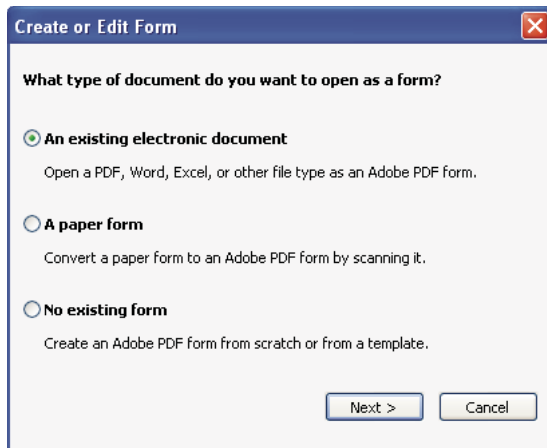 Create or Edit Form
What type of document do you want to open as a form?
An existing electronic document
Open a PDF, Word, Excel, or other file type as an Adobe PDF form.
A paper form
Convert a paper form to an Adobe PDF form by scanning it.
No existing form
Create an Adobe PDF form from scratch or from a template.
Next > Cancel